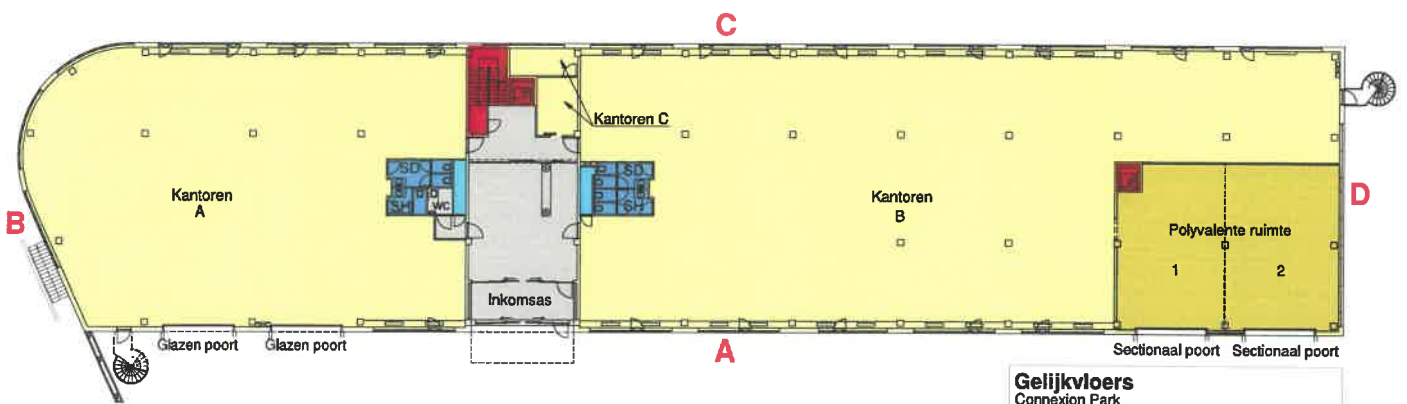 C
Kantoren C
SD
SH
WC
SD
SH
Kantoren
A
Kantoren
B
B
D
Polyvalente ruimte
1
2
Inkomsas
Glazen poort
Glazen poort
A
Sectionaal poort
Sectionaal poort
Gelijkvloers
Connexion Park